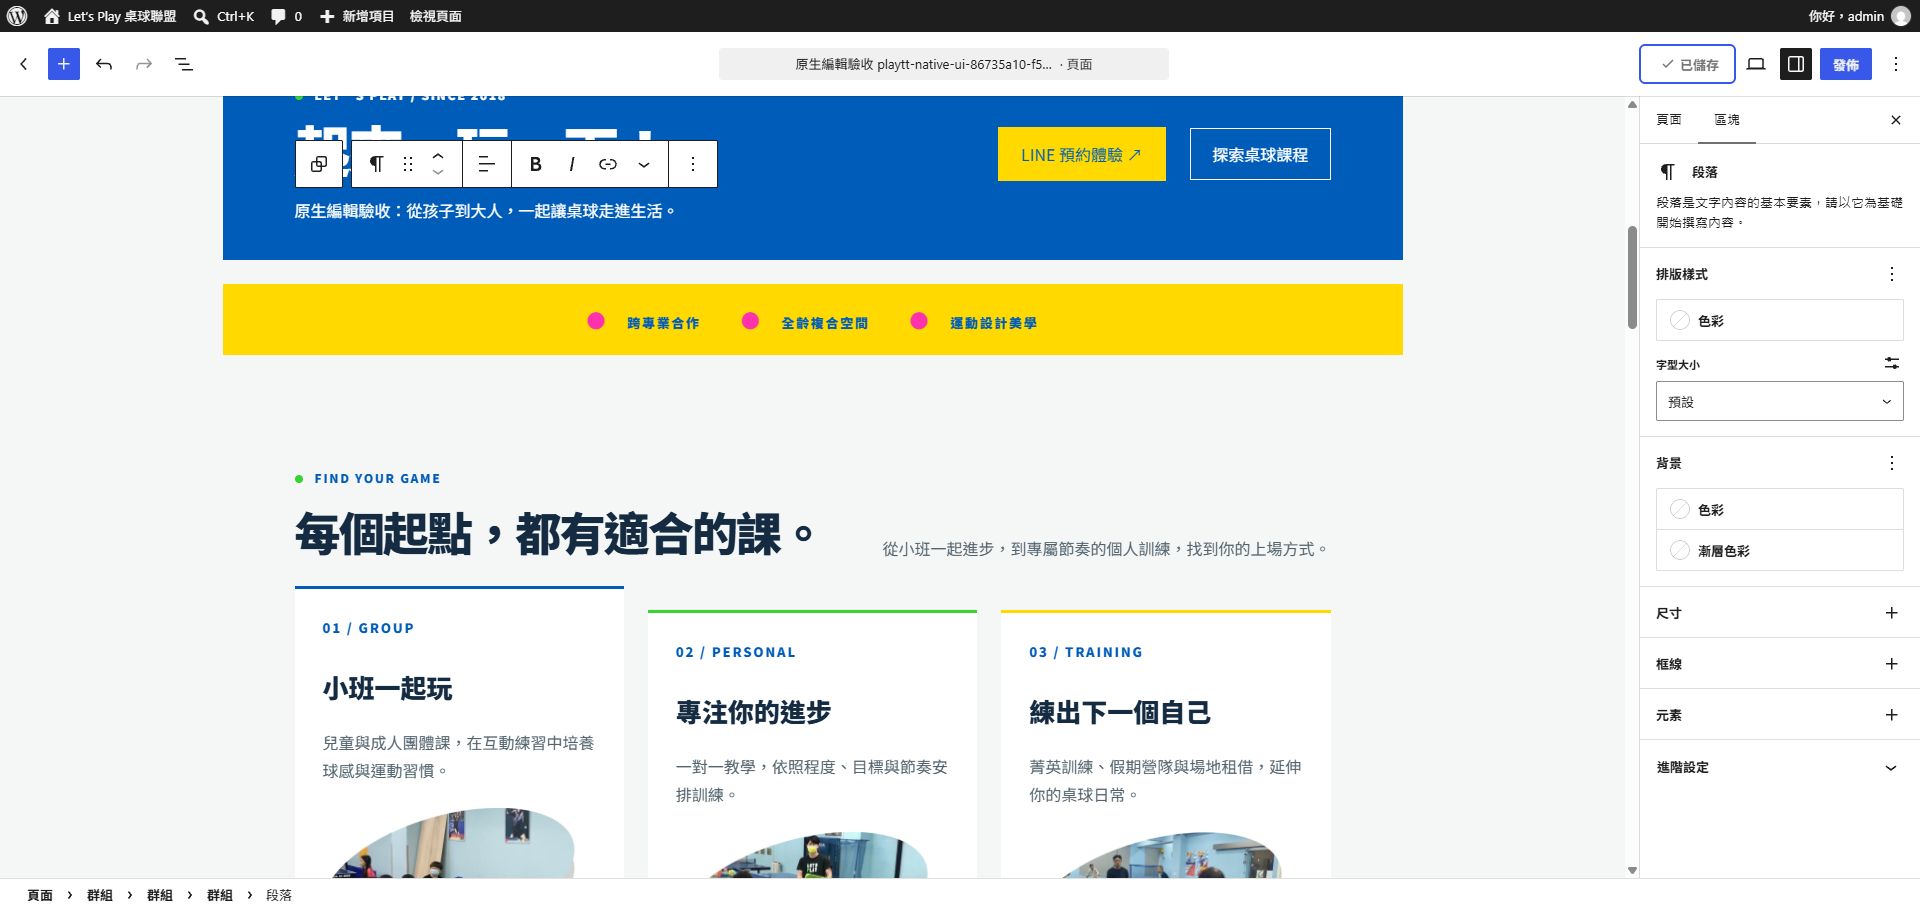 Let's Play 桌球聯盟 Ctrl+K 0 新增項目 檢視頁面 你好，admin
原生編輯驗收 playtt-native-ui-86735a10-f5... · 頁面
已儲存 發佈
LINE 預約體驗 ↗ 探索桌球課程
B I
原生編輯驗收：從孩子到大人，一起讓桌球走進生活。
跨專業合作 全齡複合空間 運動設計美學
FIND YOUR GAME
每個起點，都有適合的課。
從小班一起進步，到專屬節奏的個人訓練，找到你的上場方式。
01 / GROUP
小班一起玩
兒童與成人團體課，在互動練習中培養
球感與運動習慣。
02 / PERSONAL
專注你的進步
一對一教學，依照程度、目標與節奏安
排訓練。
03 / TRAINING
練出下一個自己
菁英訓練、假期營隊與場地租借，延伸
你的桌球日常。
頁面 區塊
段落
段落是文字內容的基本要素，請以它為基礎
開始撰寫內容。
排版樣式
色彩
字型大小
預設
背景
色彩
漸層色彩
尺寸
框線
元素
進階設定
頁面 › 群組 › 群組 › 群組 › 段落